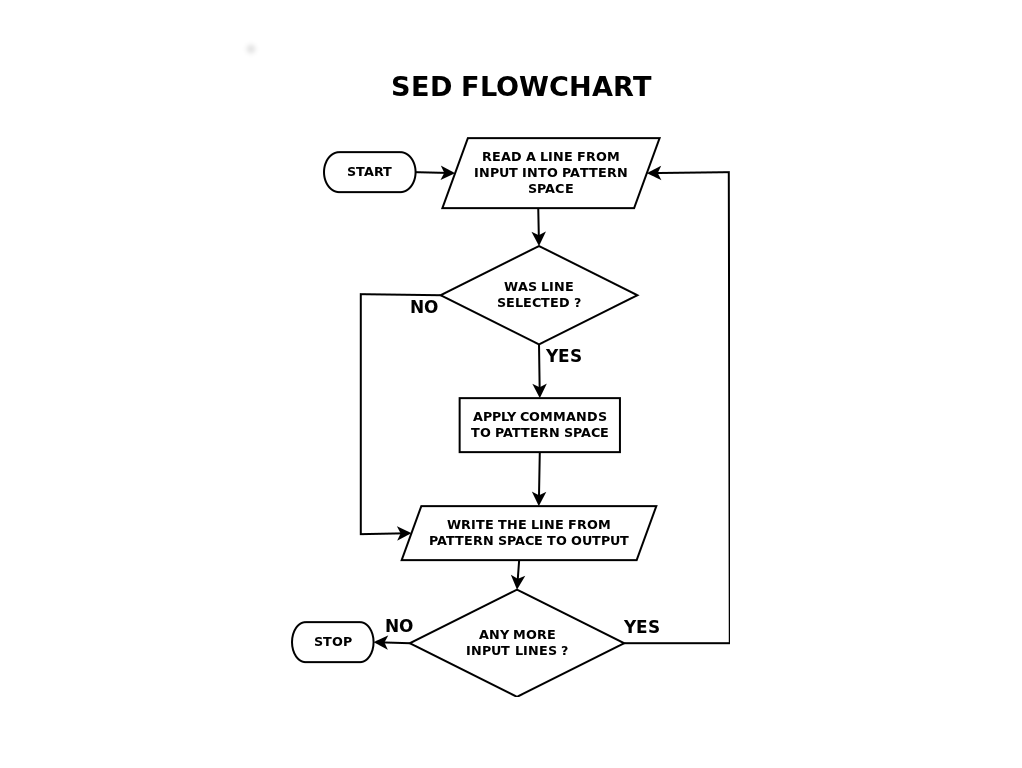 SED FLOWCHART
START
READ A LINE FROM
INPUT INTO PATTERN
SPACE
WAS LINE
SELECTED ?
NO
YES
APPLY COMMANDS
TO PATTERN SPACE
WRITE THE LINE FROM
PATTERN SPACE TO OUTPUT
ANY MORE
INPUT LINES ?
NO
YES
STOP